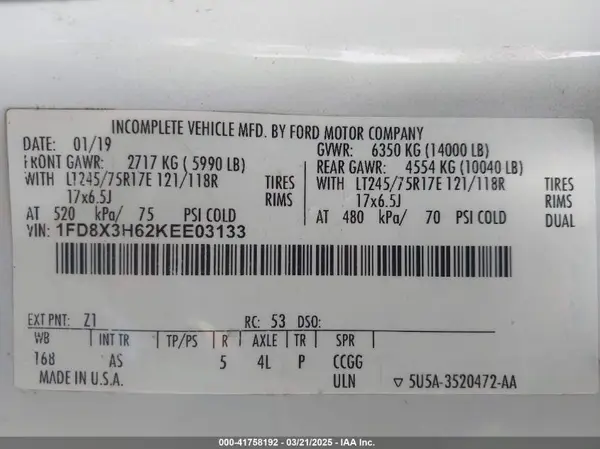 INCOMPLETE VEHICLE MFD. BY FORD MOTOR COMPANY
DATE: 01/19 GVWR: 6350 KG (14000 LB)
FRONT GAWR: 2717 KG ( 5990 LB) REAR GAWR: 4554 KG (10040 LB)
WITH LT245/75R17E 121/118R TIRES WITH LT245/75R17E 121/118R TIRES
17x6.5J RIMS 17x6.5J RIMS
AT 520 kPa/ 75 PSI COLD AT 480 kPa/ 70 PSI COLD DUAL
VIN: 1FD8X3H62KEE03133
EXT PNT: Z1 RC: 53 DSO:
WB INT TR TP/PS R AXLE TR SPR
168 AS 5 4L P CCGG
MADE IN U.S.A. ULN ▽ 5U5A-3520472-AA
000-41758192 — 03/21/2025 — IAA Inc.